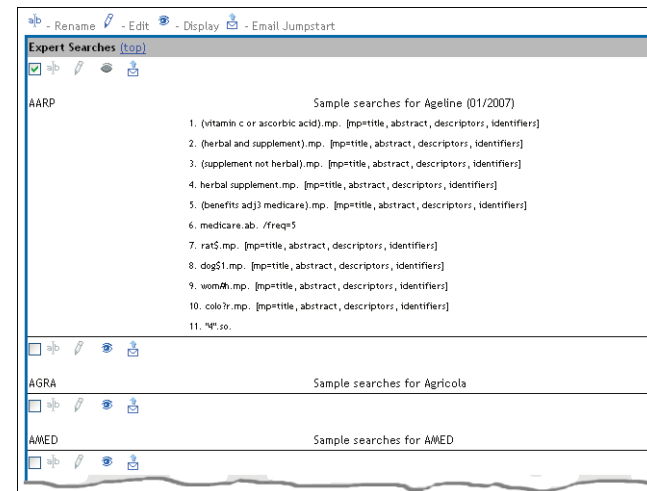 a|b - Rename - Edit - Display - Email Jumpstart
Expert Searches (top)
a|b
AARP Sample searches for Ageline (01/2007)
1. (vitamin c or ascorbic acid).mp. [mp=title, abstract, descriptors, identifiers]
2. (herbal and supplement).mp. [mp=title, abstract, descriptors, identifiers]
3. (supplement not herbal).mp. [mp=title, abstract, descriptors, identifiers]
4. herbal supplement.mp. [mp=title, abstract, descriptors, identifiers]
5. (benefits adj3 medicare).mp. [mp=title, abstract, descriptors, identifiers]
6. medicare.ab. /freq=5
7. rat$.mp. [mp=title, abstract, descriptors, identifiers]
8. dog$1.mp. [mp=title, abstract, descriptors, identifiers]
9. wom#n.mp. [mp=title, abstract, descriptors, identifiers]
10. colo?r.mp. [mp=title, abstract, descriptors, identifiers]
11. "4".so.
a|b
AGRA Sample searches for Agricola
a|b
AMED Sample searches for AMED
a|b